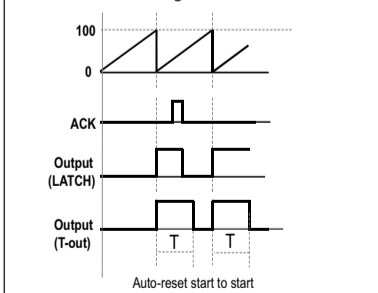 100
0
ACK
Output
(LATCH)
Output
(T-out)
T
T
Auto-reset start to start